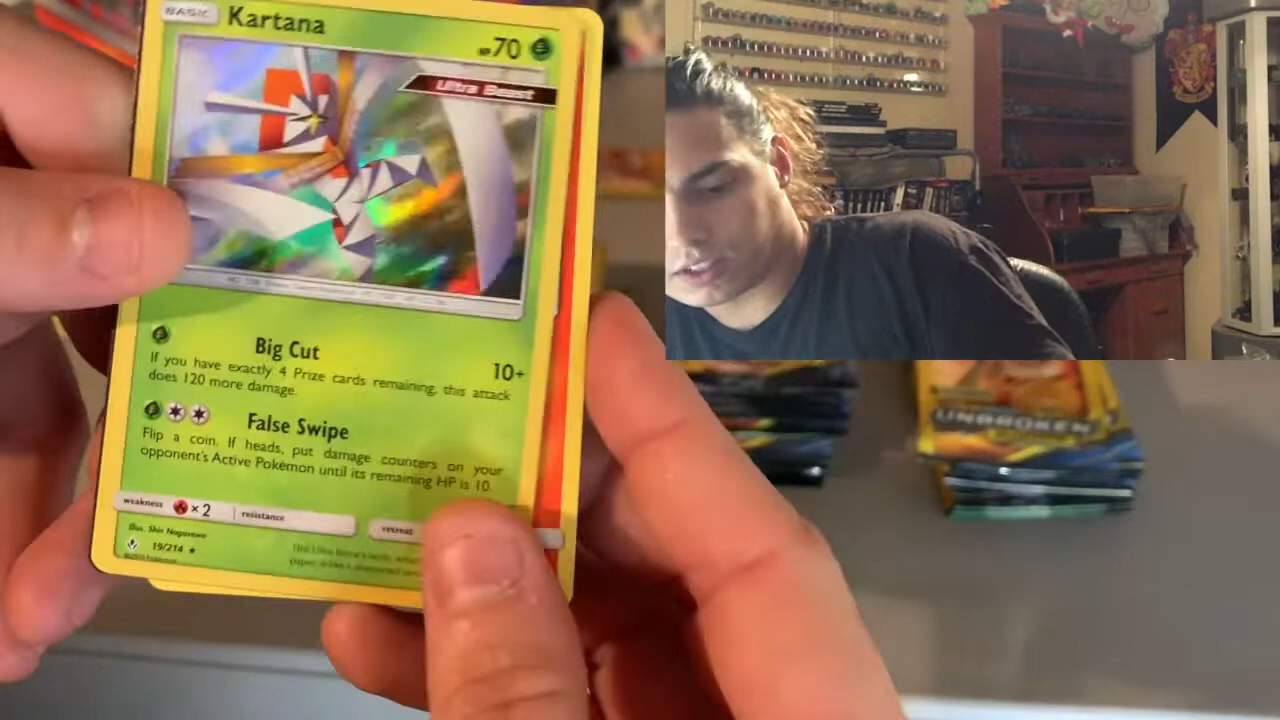 BASIC
Kartana
HP 70
Ultra Beast
Big Cut
10+
If you have exactly 4 Prize cards remaining, this attack
does 120 more damage.
False Swipe
Flip a coin. If heads, put damage counters on your
opponent's Active Pokémon until its remaining HP is 10.
weakness
×2
resistance
retreat
Illus. Shin Nagasawa
19/214
UNBROKEN